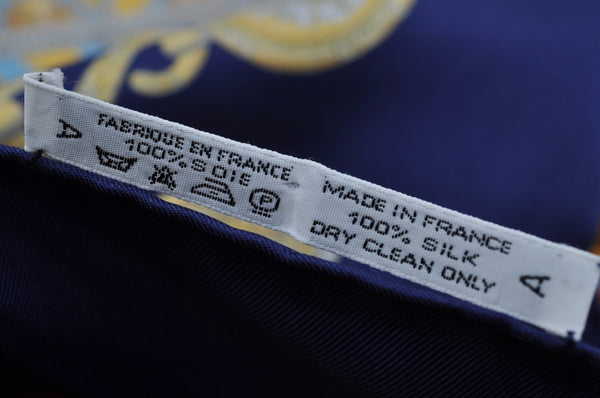 A
FABRIQUE EN FRANCE
100% SOIE
P
MADE IN FRANCE
100% SILK
DRY CLEAN ONLY
A